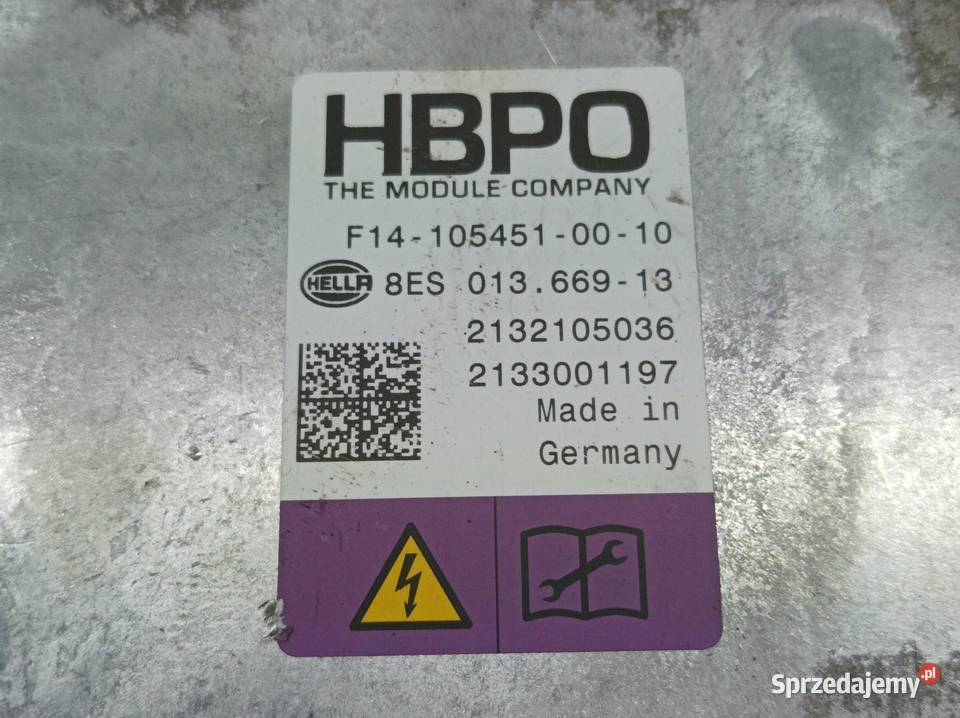 HBPO
THE MODULE COMPANY
F14-105451-00-10
HELLA 8ES 013.669-13
2132105036
2133001197
Made in
Germany
Sprzedajemy.pl